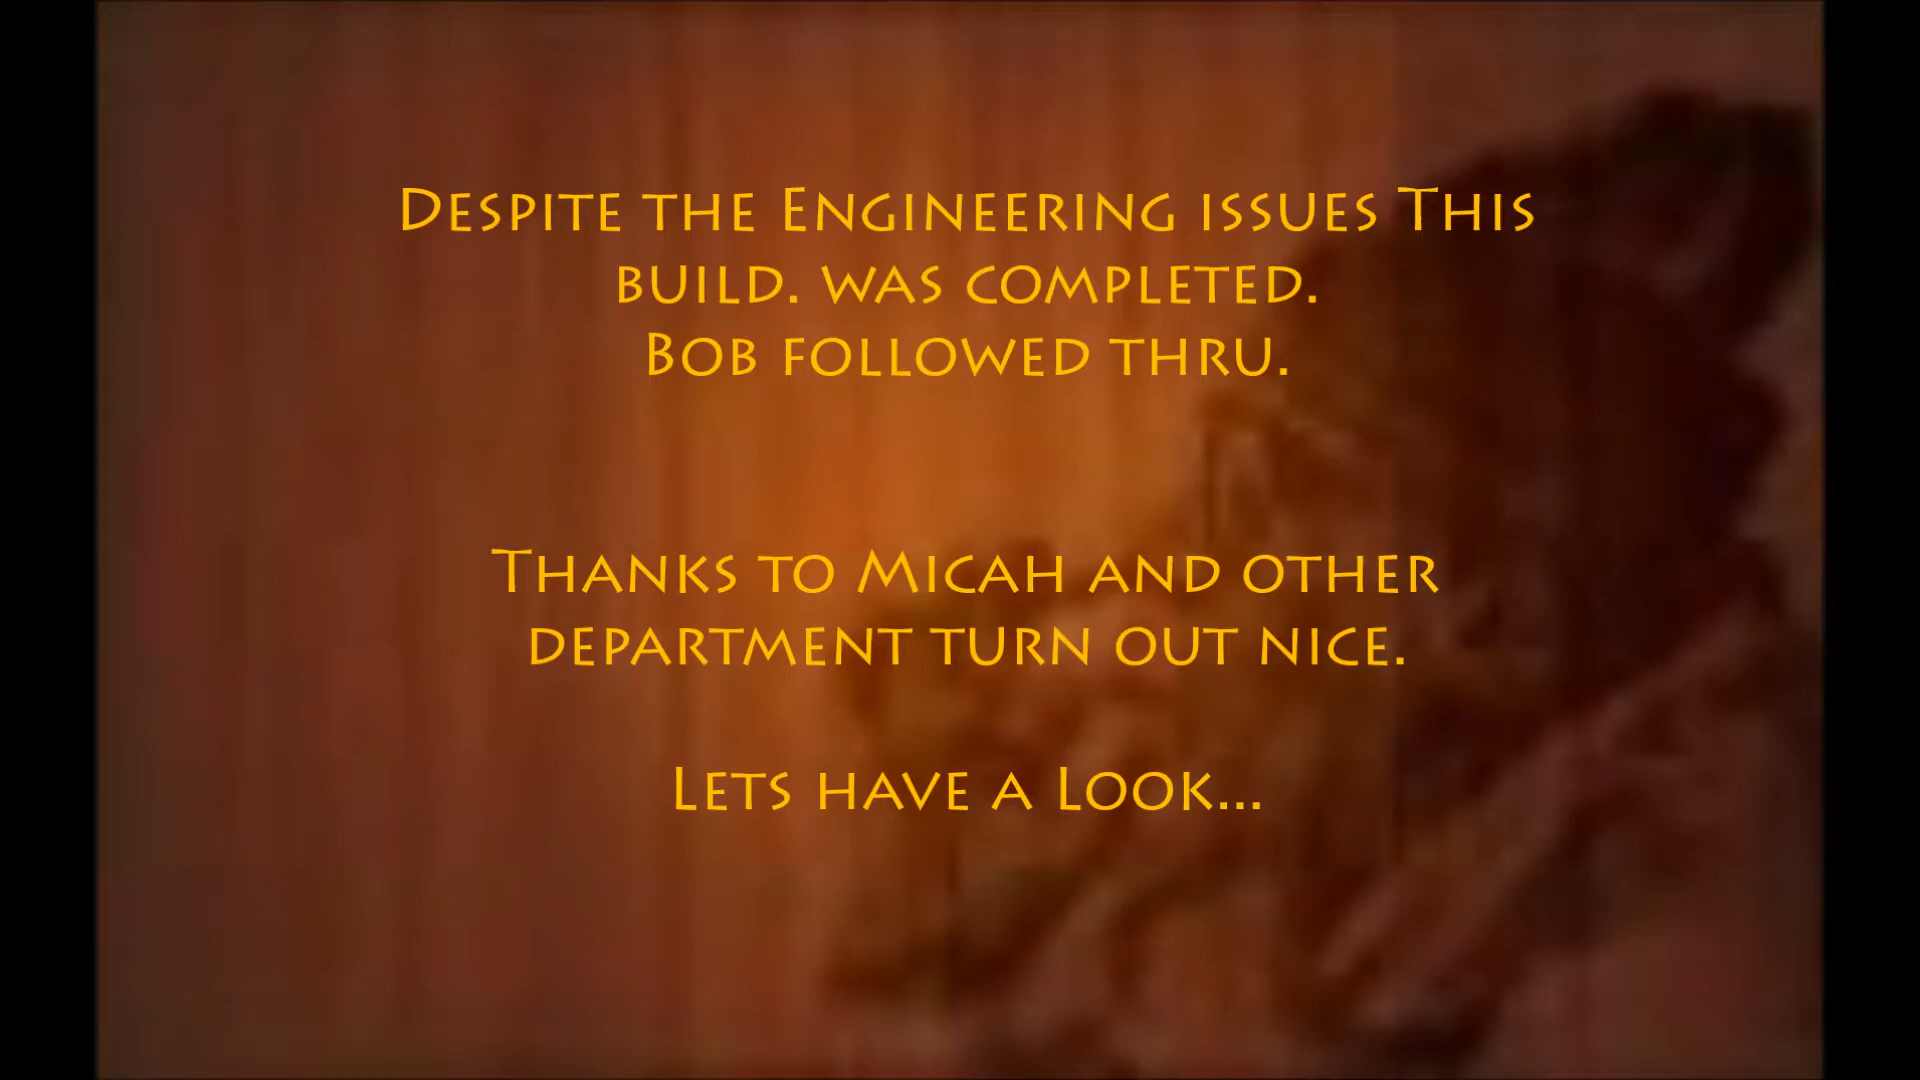 Despite the Engineering issues This
build. was completed.
Bob followed thru.
Thanks to Micah and other
department turn out nice.
Lets have a Look...